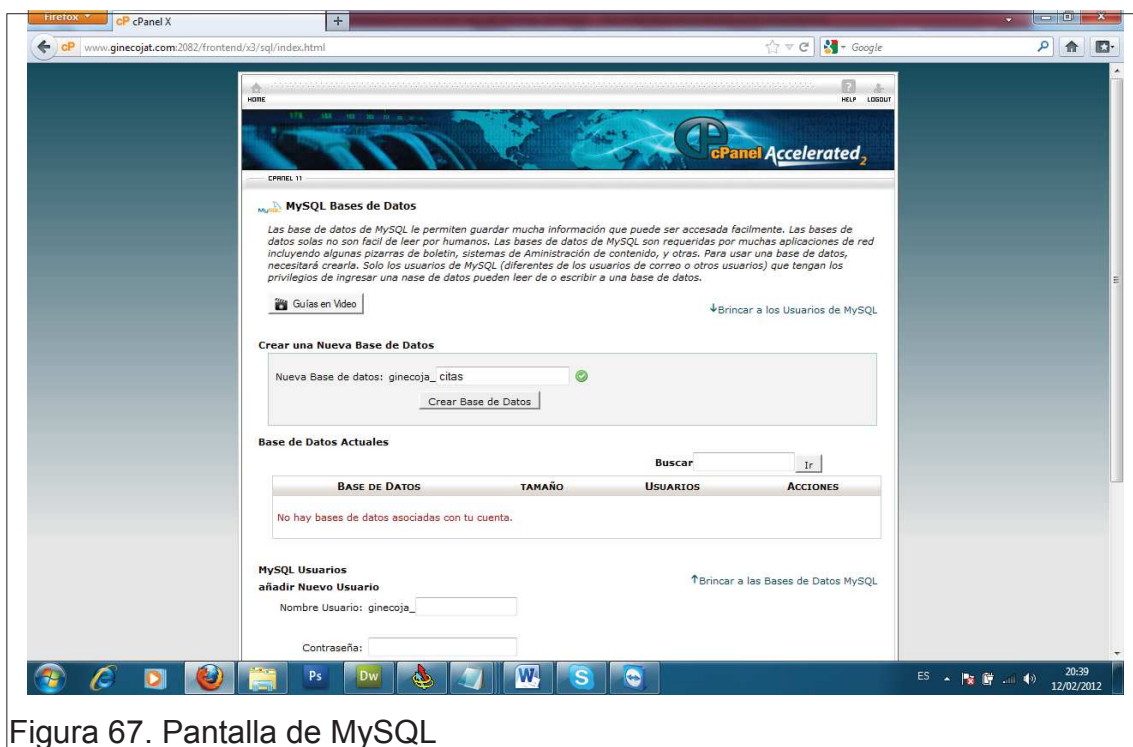 Firefox
cP cPanel X
+
cP www.ginecojat.com:2082/frontend/x3/sql/index.html
Google
HOME
HELP LOGOUT
cPanel Accelerated2
CPANEL 11
MySQL MySQL Bases de Datos
Las base de datos de MySQL le permiten guardar mucha información que puede ser accesada facilmente. Las bases de
datos solas no son facil de leer por humanos. Las bases de datos de MySQL son requeridas por muchas aplicaciones de red
incluyendo algunas pizarras de boletin, sistemas de Aministración de contenido, y otras. Para usar una base de datos,
necesitará crearla. Solo los usuarios de MySQL (diferentes de los usuarios de correo o otros usuarios) que tengan los
privilegios de ingresar una nase de datos pueden leer de o escribir a una base de datos.
Guías en Video
Brincar a los Usuarios de MySQL
Crear una Nueva Base de Datos
Nueva Base de datos: ginecoja_ citas
Crear Base de Datos
Base de Datos Actuales
Buscar Ir
BASE DE DATOS TAMAÑO USUARIOS ACCIONES
No hay bases de datos asociadas con tu cuenta.
MySQL Usuarios
Brincar a las Bases de Datos MySQL
añadir Nuevo Usuario
Nombre Usuario: ginecoja_
Contraseña:
Ps Dw W S
ES
20:39
12/02/2012
Figura 67. Pantalla de MySQL